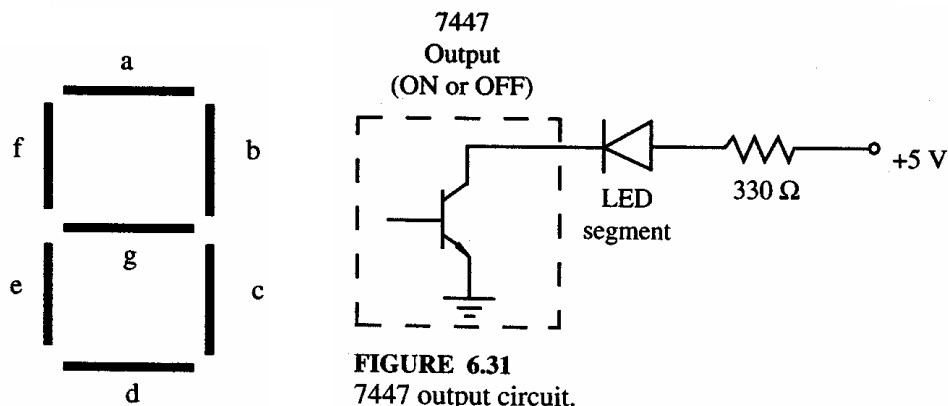 a
f
b
g
e
c
d
7447
Output
(ON or OFF)
LED
segment
330 Ω
+5 V
FIGURE 6.31
7447 output circuit.